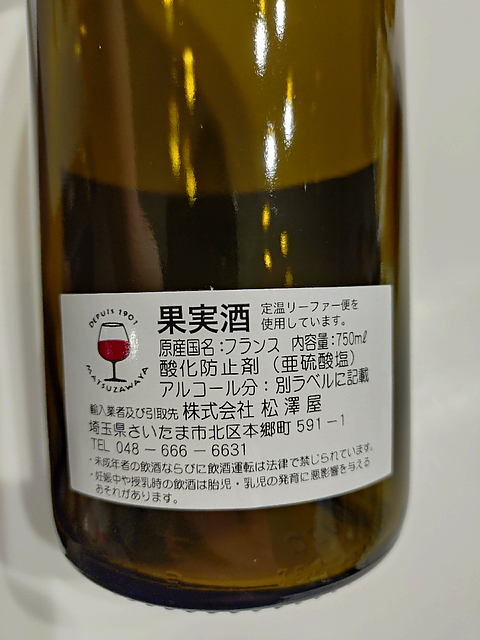 DEPUIS 1901
MATSUZAWAYA
果実酒
定温リーファー便を
使用しています。
原産国名:フランス 内容量:750ml
酸化防止剤(亜硫酸塩)
アルコール分:別ラベルに記載
輸入業者及び引取先 株式会社 松澤屋
埼玉県さいたま市北区本郷町591-1
TEL 048-666-6631
・未成年者の飲酒ならびに飲酒運転は法律で禁じられています。
・妊娠中や授乳時の飲酒は胎児・乳児の発育に悪影響を与える
おそれがあります。